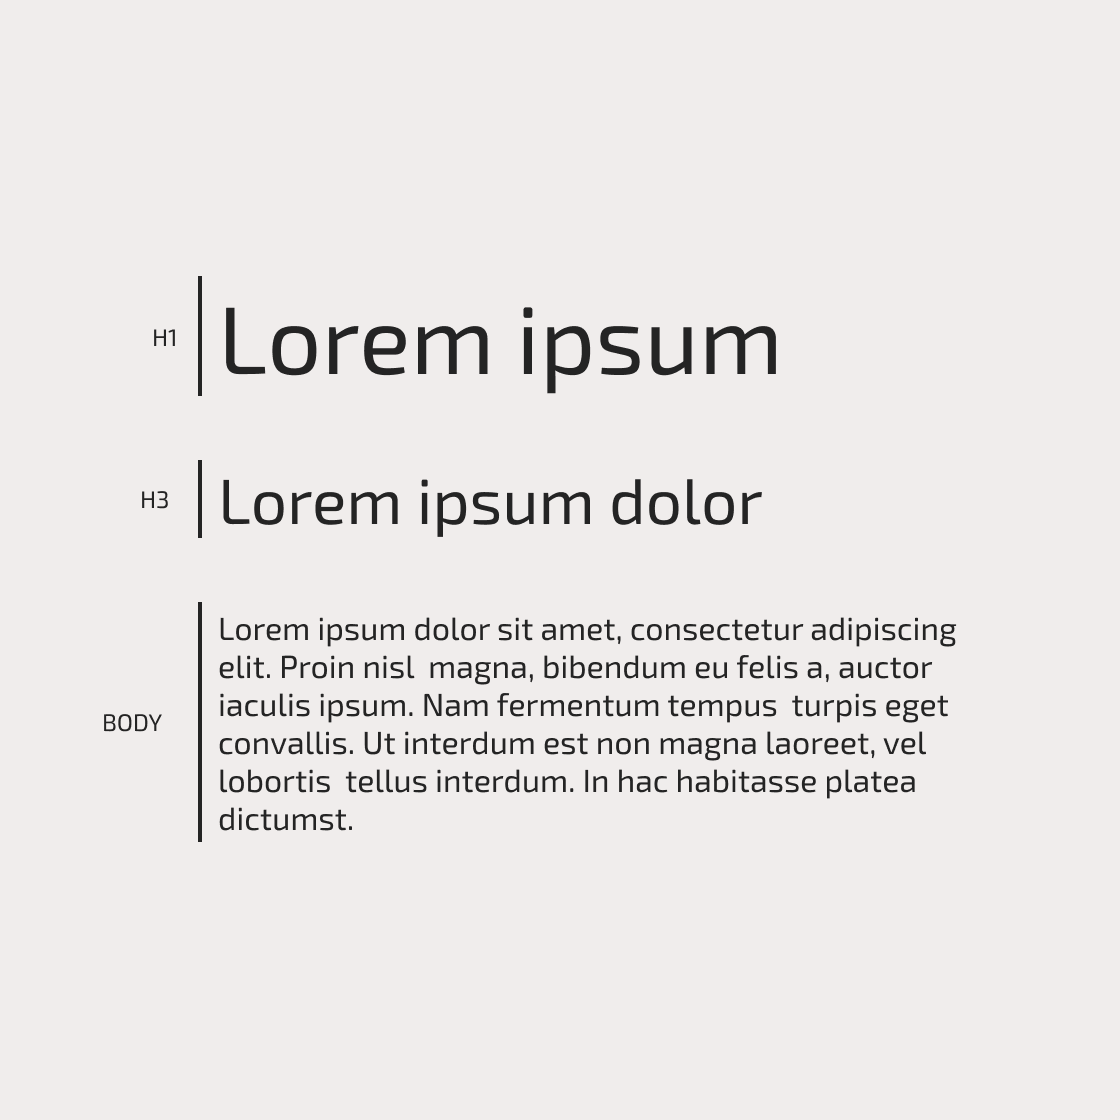 H1
Lorem ipsum
H3
Lorem ipsum dolor
BODY
Lorem ipsum dolor sit amet, consectetur adipiscing
elit. Proin nisl  magna, bibendum eu felis a, auctor
iaculis ipsum. Nam fermentum tempus  turpis eget
convallis. Ut interdum est non magna laoreet, vel
lobortis  tellus interdum. In hac habitasse platea
dictumst.